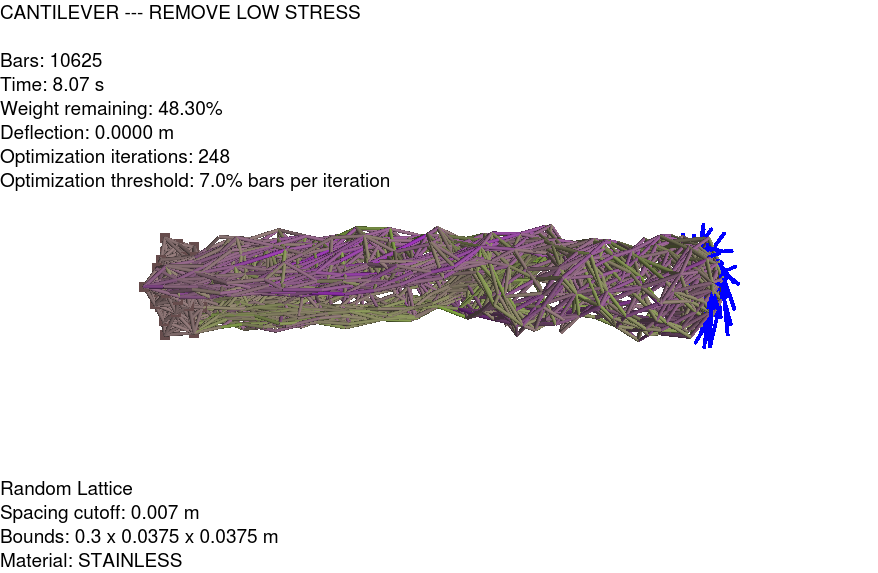 CANTILEVER --- REMOVE LOW STRESS
Bars: 10625
Time: 8.07 s
Weight remaining: 48.30%
Deflection: 0.0000 m
Optimization iterations: 248
Optimization threshold: 7.0% bars per iteration
Random Lattice
Spacing cutoff: 0.007 m
Bounds: 0.3 x 0.0375 x 0.0375 m
Material: STAINLESS